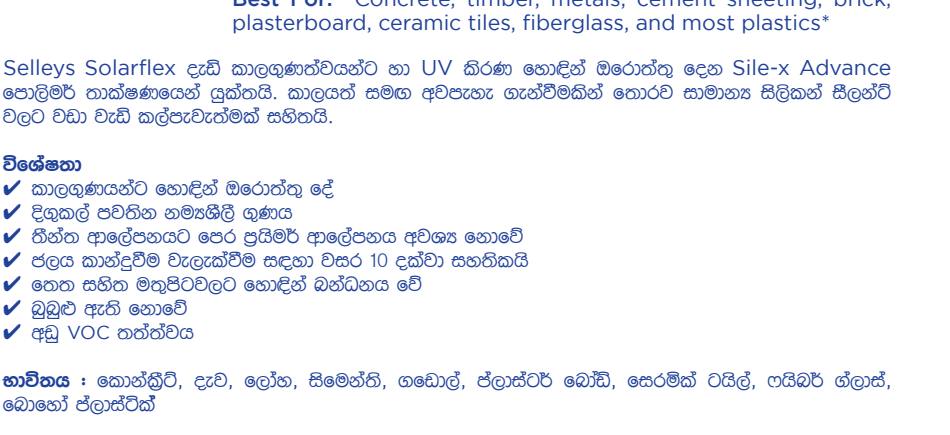 Best For: Concrete, timber, metals, cement sheeting, brick,
plasterboard, ceramic tiles, fiberglass, and most plastics*
Selleys Solarflex දැඩි කාලගුණත්වයන්ට හා UV කිරණ හොඳින් ඔරොත්තු දෙන Sile-x Advance
පොලිමර් තාක්ෂණයෙන් යුක්තයි. කාලයත් සමඟ අවපැහැ ගැන්වීමකින් තොරව සාමාන්‍ය සිලිකන් සීලන්ට්
වලට වඩා වැඩි කල්පැවැත්මක් සහිතයි.
විශේෂතා
✔ කාලගුණයන්ට හොඳින් ඔරොත්තු දේ
✔ දිගුකල් පවතින නම්‍යශීලී ගුණය
✔ තීන්ත ආලේපනයට පෙර ප්‍රයිමර් ආලේපනය අවශ්‍ය නොවේ
✔ ජලය කාන්දුවීම වැලැක්වීම සඳහා වසර 10 දක්වා සහතිකයි
✔ තෙත සහිත මතුපිටවලට හොඳින් බන්ධනය වේ
✔ බුබුළු ඇති නොවේ
✔ අඩු VOC තත්ත්වය
භාවිතය : කොන්ක්‍රීට්, දැව, ලෝහ, සිමෙන්ති, ගඩොල්, ප්ලාස්ටර් බෝඩ්, සෙරමික් ටයිල්, ෆයිබර් ග්ලාස්,
බොහෝ ප්ලාස්ටික්